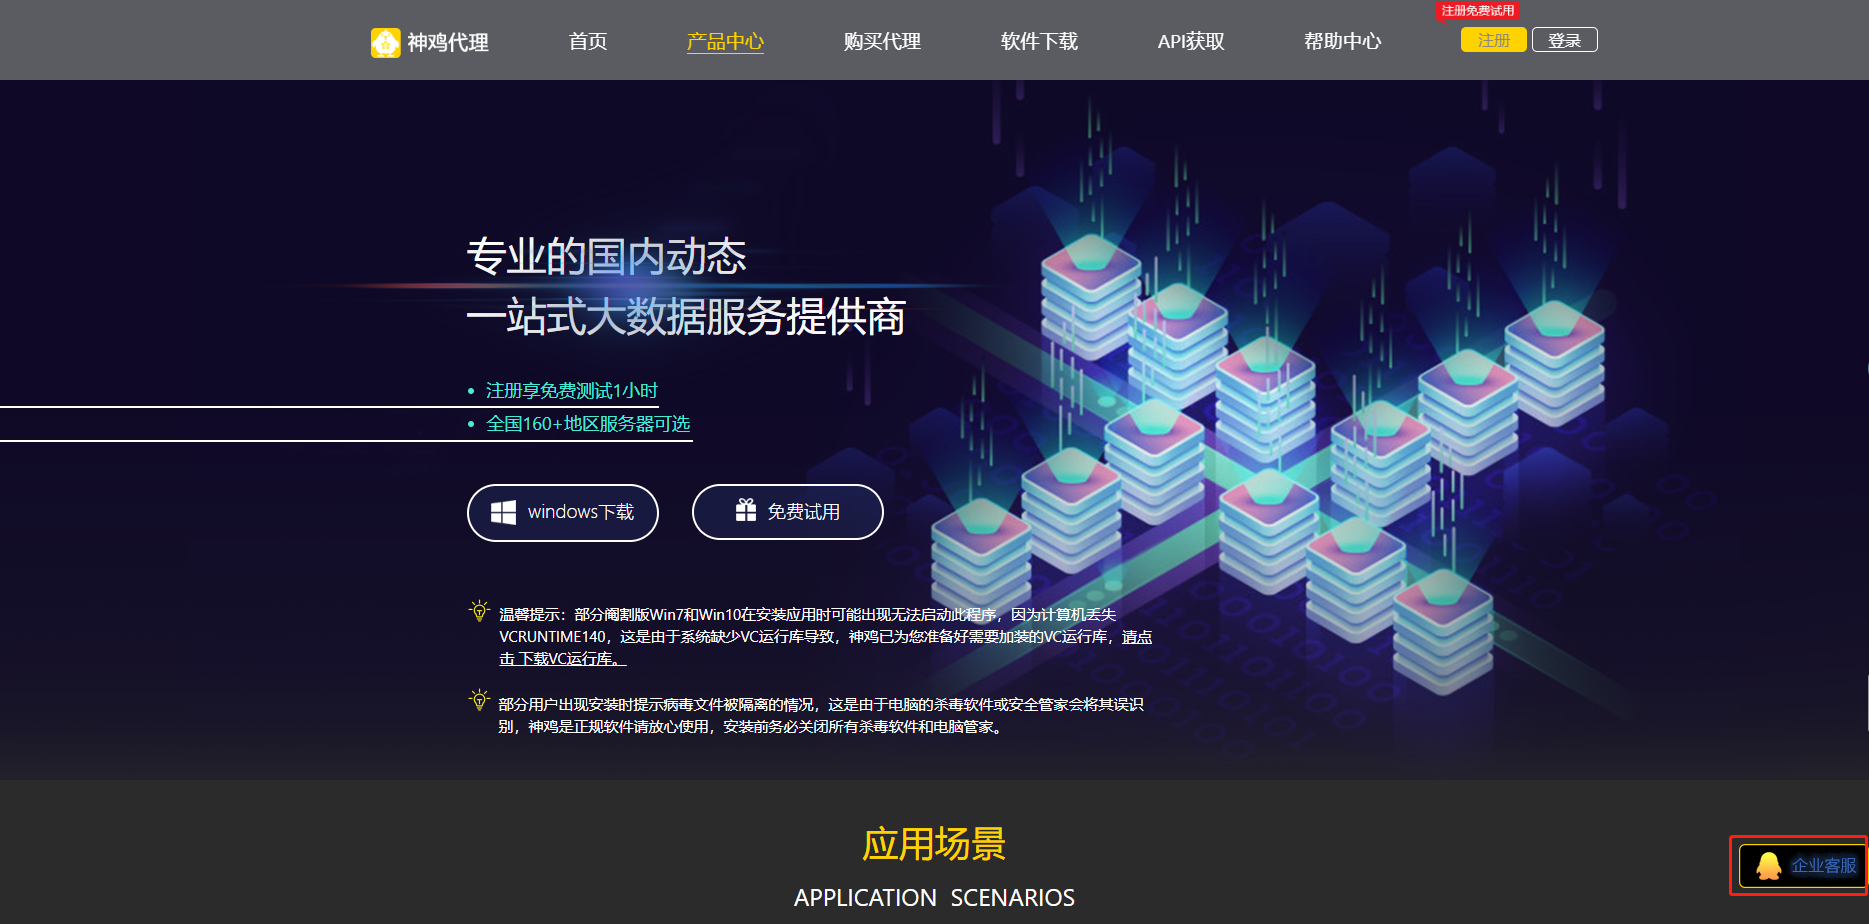 注册免费试用
神鸡代理 首页 产品中心 购买代理 软件下载 API获取 帮助中心 注册 登录
专业的国内动态
一站式大数据服务提供商
注册享免费测试1小时
全国160+地区服务器可选
windows下载 免费试用
温馨提示：部分阉割版Win7和Win10在安装应用时可能出现无法启动此程序，因为计算机丢失
VCRUNTIME140，这是由于系统缺少VC运行库导致，神鸡已为您准备好需要加装的VC运行库，请点
击 下载VC运行库。
部分用户出现安装时提示病毒文件被隔离的情况，这是由于电脑的杀毒软件或安全管家会将其误识
别，神鸡是正规软件请放心使用，安装前务必关闭所有杀毒软件和电脑管家。
应用场景
企业客服
APPLICATION SCENARIOS